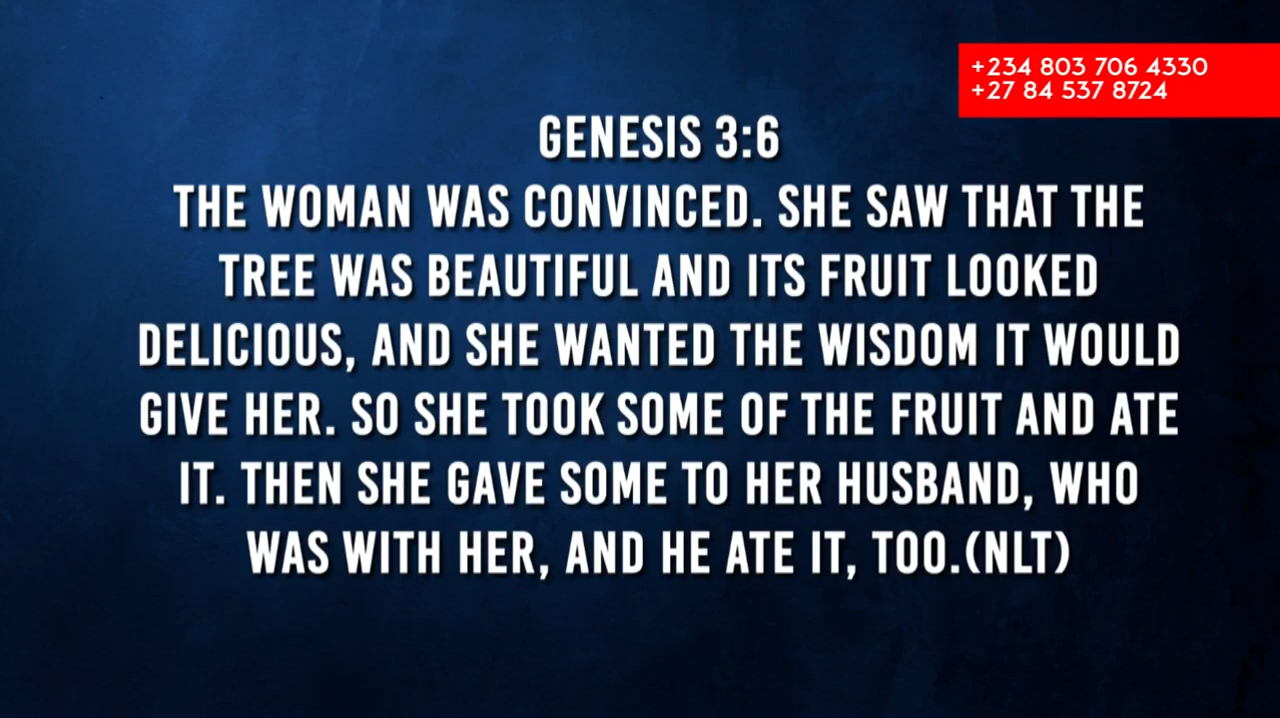 +234 803 706 4330
+27 84 537 8724
GENESIS 3:6
THE WOMAN WAS CONVINCED. SHE SAW THAT THE
TREE WAS BEAUTIFUL AND ITS FRUIT LOOKED
DELICIOUS, AND SHE WANTED THE WISDOM IT WOULD
GIVE HER. SO SHE TOOK SOME OF THE FRUIT AND ATE
IT. THEN SHE GAVE SOME TO HER HUSBAND, WHO
WAS WITH HER, AND HE ATE IT, TOO.(NLT)